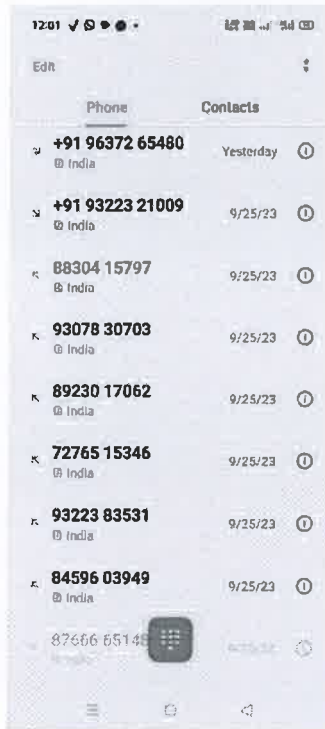 12:01
Edit
Phone Contacts
+91 96372 65480 Yesterday
India
+91 93223 21009 9/25/23
India
88304 15797 9/25/23
India
93078 30703 9/25/23
India
89230 17062 9/25/23
India
72765 15346 9/25/23
India
93223 83531 9/25/23
India
84596 03949 9/25/23
India
87666 65148